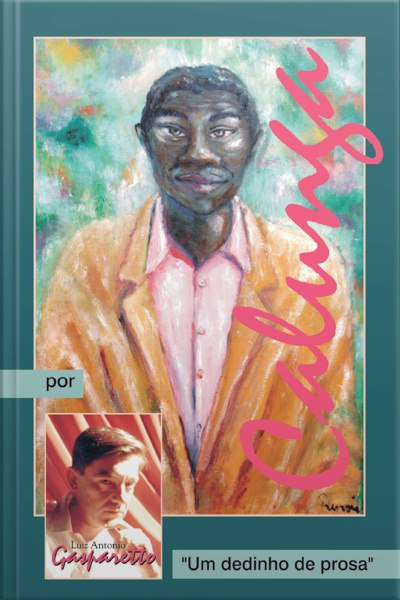 Calunga
por
Luiz Antonio
Gasparetto
"Um dedinho de prosa"